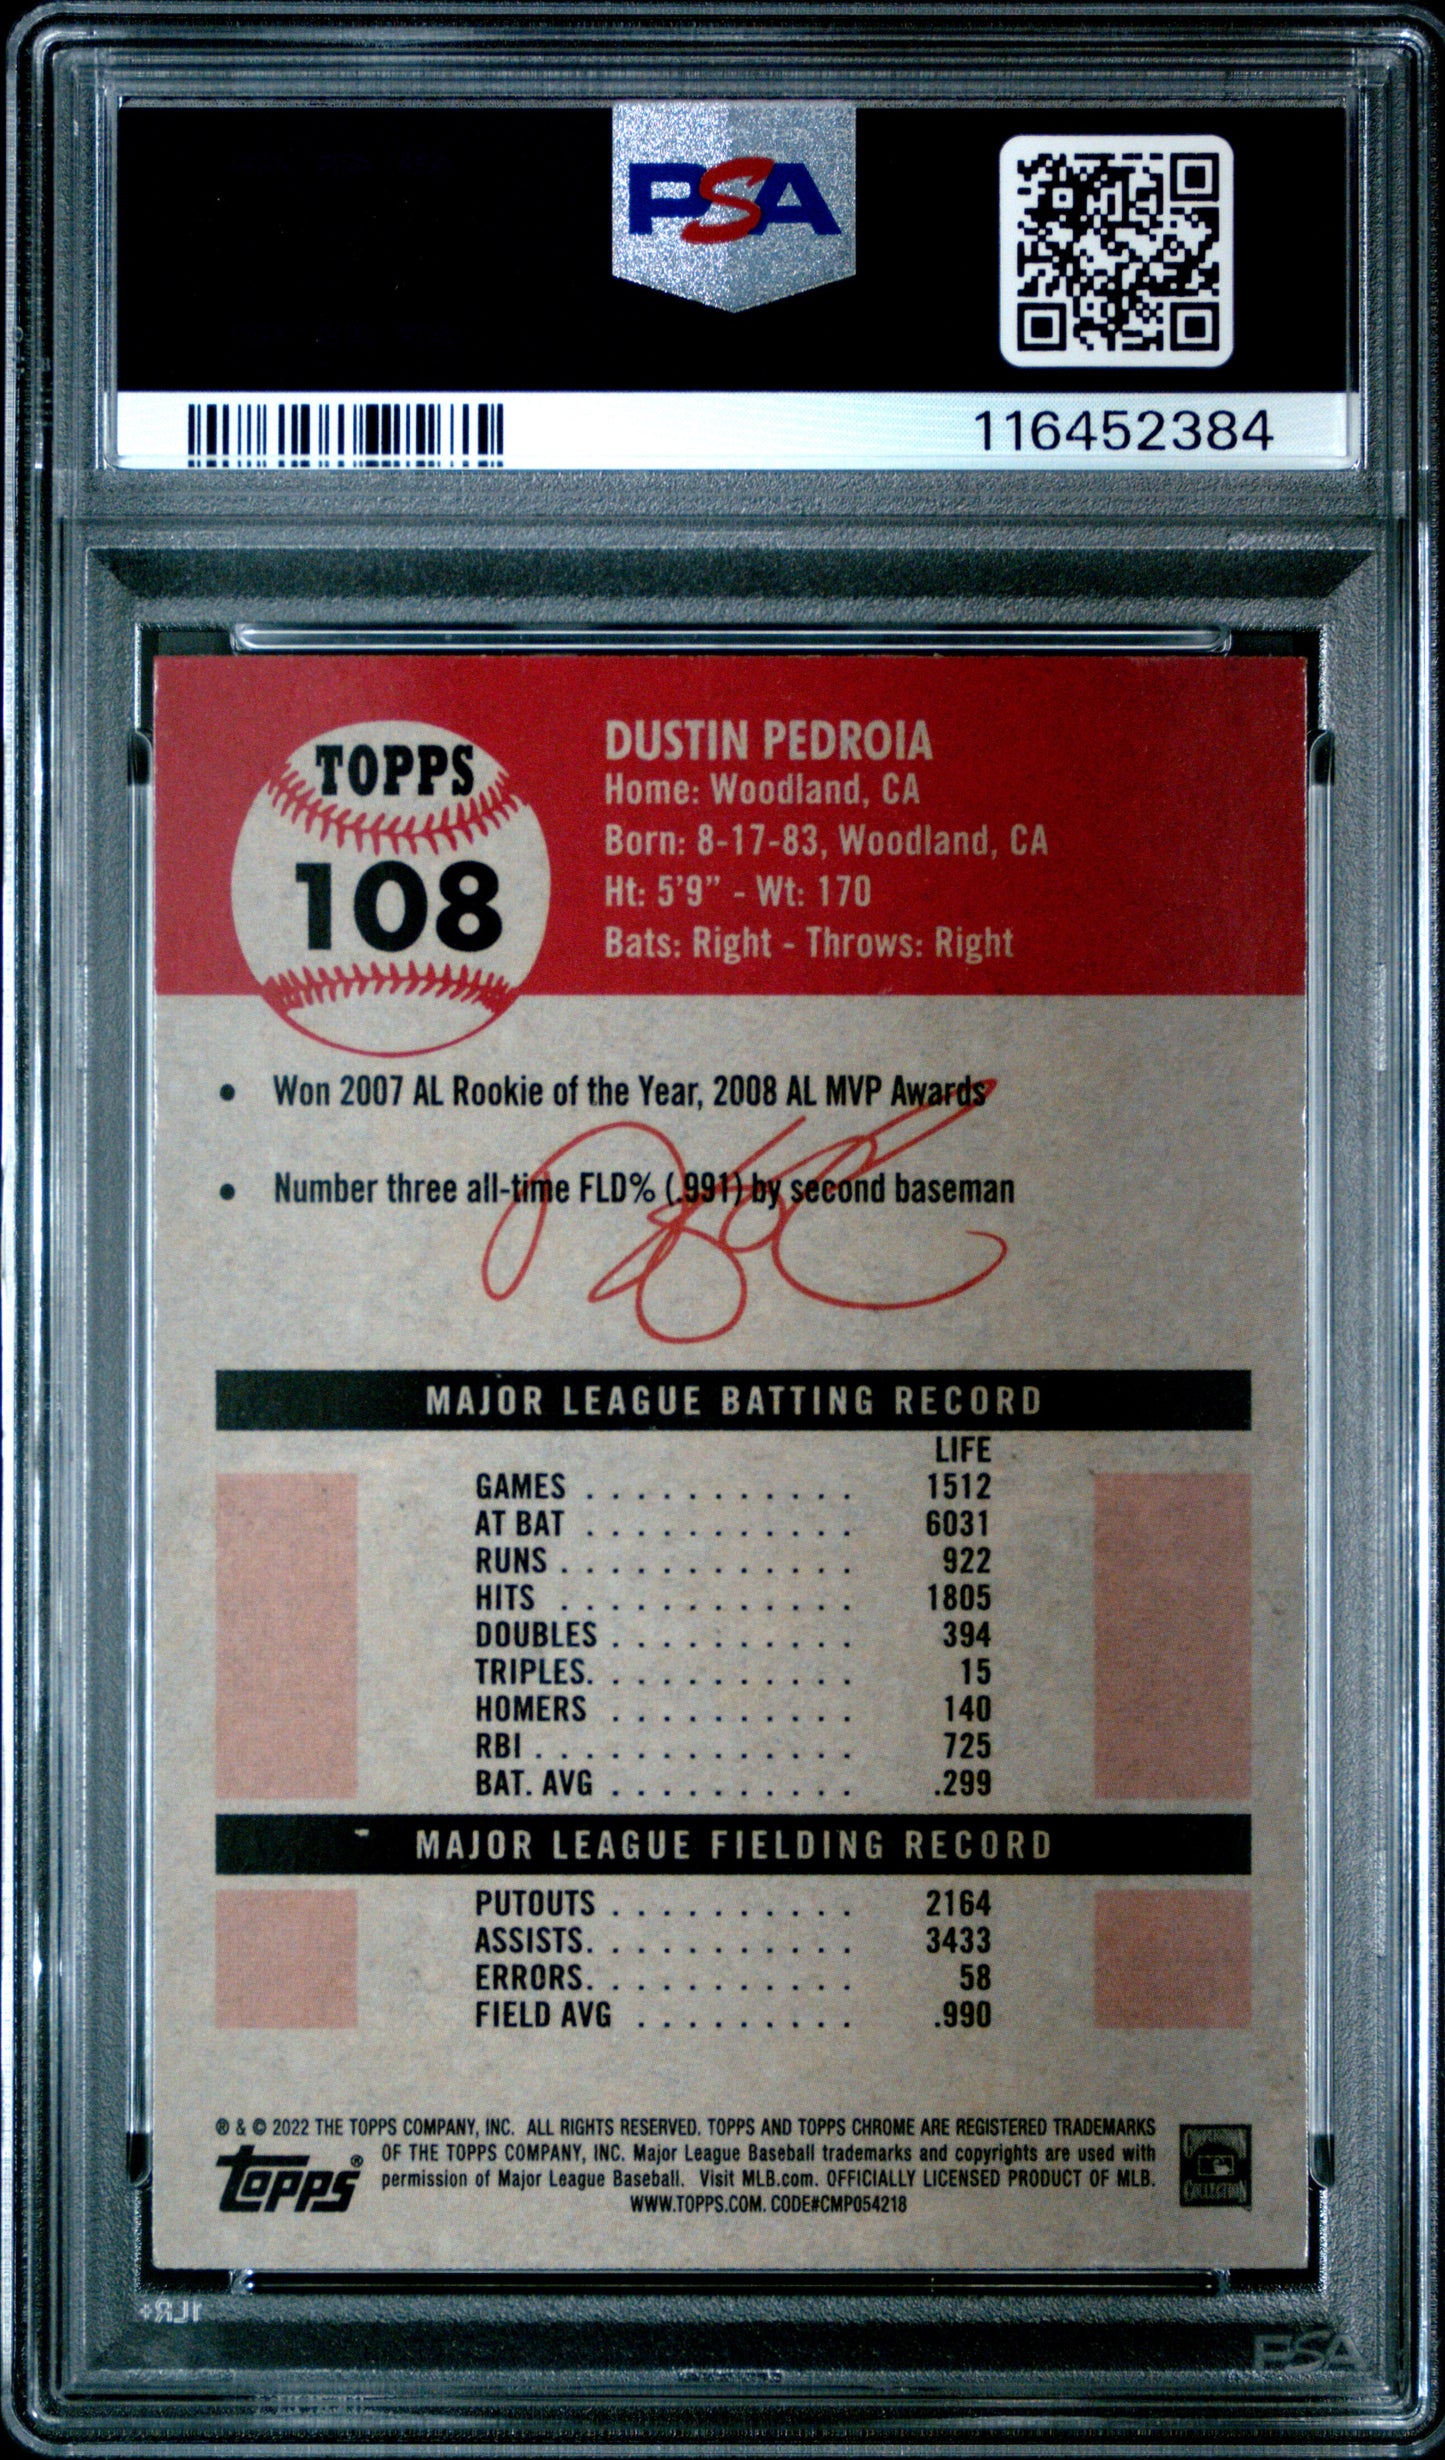 PSA
116452384
TOPPS
108
DUSTIN PEDROIA
Home: Woodland, CA
Born: 8-17-83, Woodland, CA
Ht: 5'9" - Wt: 170
Bats: Right - Throws: Right
• Won 2007 AL Rookie of the Year, 2008 AL MVP Awards
• Number three all-time FLD% (.991) by second baseman
MAJOR LEAGUE BATTING RECORD
LIFE
GAMES . . . . . . . . . . . 1512
AT BAT . . . . . . . . . . . 6031
RUNS . . . . . . . . . . . . 922
HITS . . . . . . . . . . . . 1805
DOUBLES . . . . . . . . . . 394
TRIPLES. . . . . . . . . . . 15
HOMERS . . . . . . . . . . 140
RBI . . . . . . . . . . . . . 725
BAT. AVG . . . . . . . . . . .299
MAJOR LEAGUE FIELDING RECORD
PUTOUTS . . . . . . . . . . 2164
ASSISTS. . . . . . . . . . . 3433
ERRORS. . . . . . . . . . . 58
FIELD AVG . . . . . . . . . .990
® & © 2022 THE TOPPS COMPANY, INC. ALL RIGHTS RESERVED. TOPPS AND TOPPS CHROME ARE REGISTERED TRADEMARKS
OF THE TOPPS COMPANY, INC. Major League Baseball trademarks and copyrights are used with
permission of Major League Baseball. Visit MLB.com. OFFICIALLY LICENSED PRODUCT OF MLB.
WWW.TOPPS.COM. CODE#CMP054218
topps®
COLLECTION
PSA